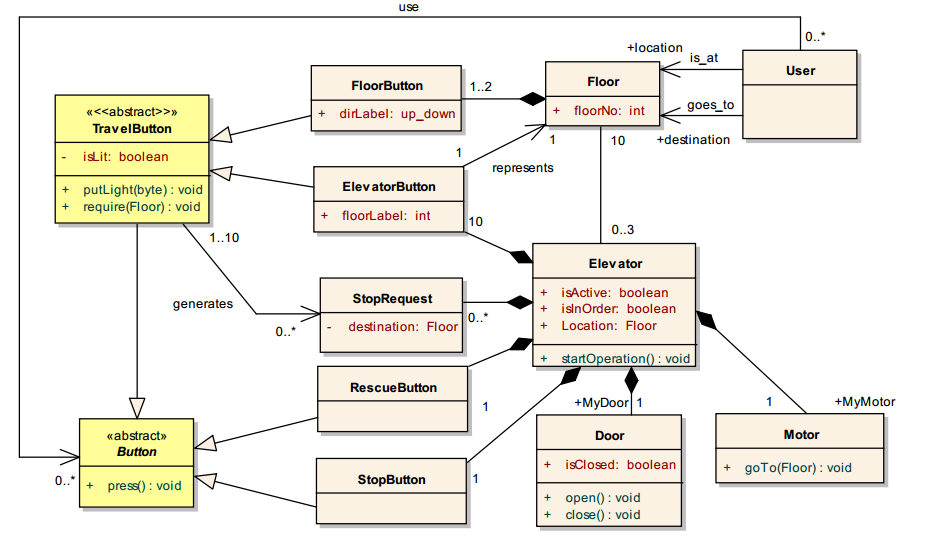 use
0..*
+location
is_at
User
goes_to
+destination
Floor
+ floorNo: int
1..2
FloorButton
+ dirLabel: up_down
«<<abstract>>»
TravelButton
- isLit: boolean
+ putLight(byte) : void
+ require(Floor) : void
1
1
represents
10
ElevatorButton
+ floorLabel: int
10
0..3
1..10
generates
0..*
StopRequest
- destination: Floor
0..*
Elevator
+ isActive: boolean
+ isInOrder: boolean
+ Location: Floor
+ startOperation() : void
RescueButton
1
+MyDoor
1
1
+MyMotor
«abstract»
Button
+ press() : void
0..*
StopButton
1
Door
+ isClosed: boolean
+ open() : void
+ close() : void
Motor
+ goTo(Floor) : void